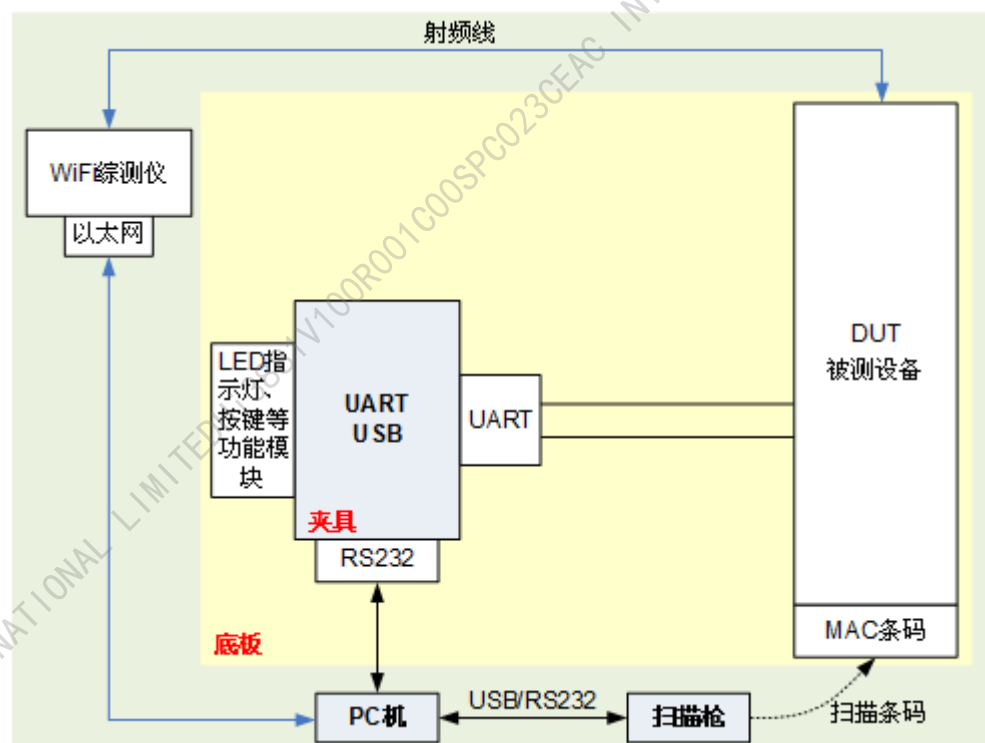 射频线
WiFi综测仪
以太网
DUT
被测设备
LED指
示灯、
按键等
功能模
块
UART
USB
UART
夹具
RS232
MAC条码
底板
PC机
USB/RS232
扫描枪
扫描条码